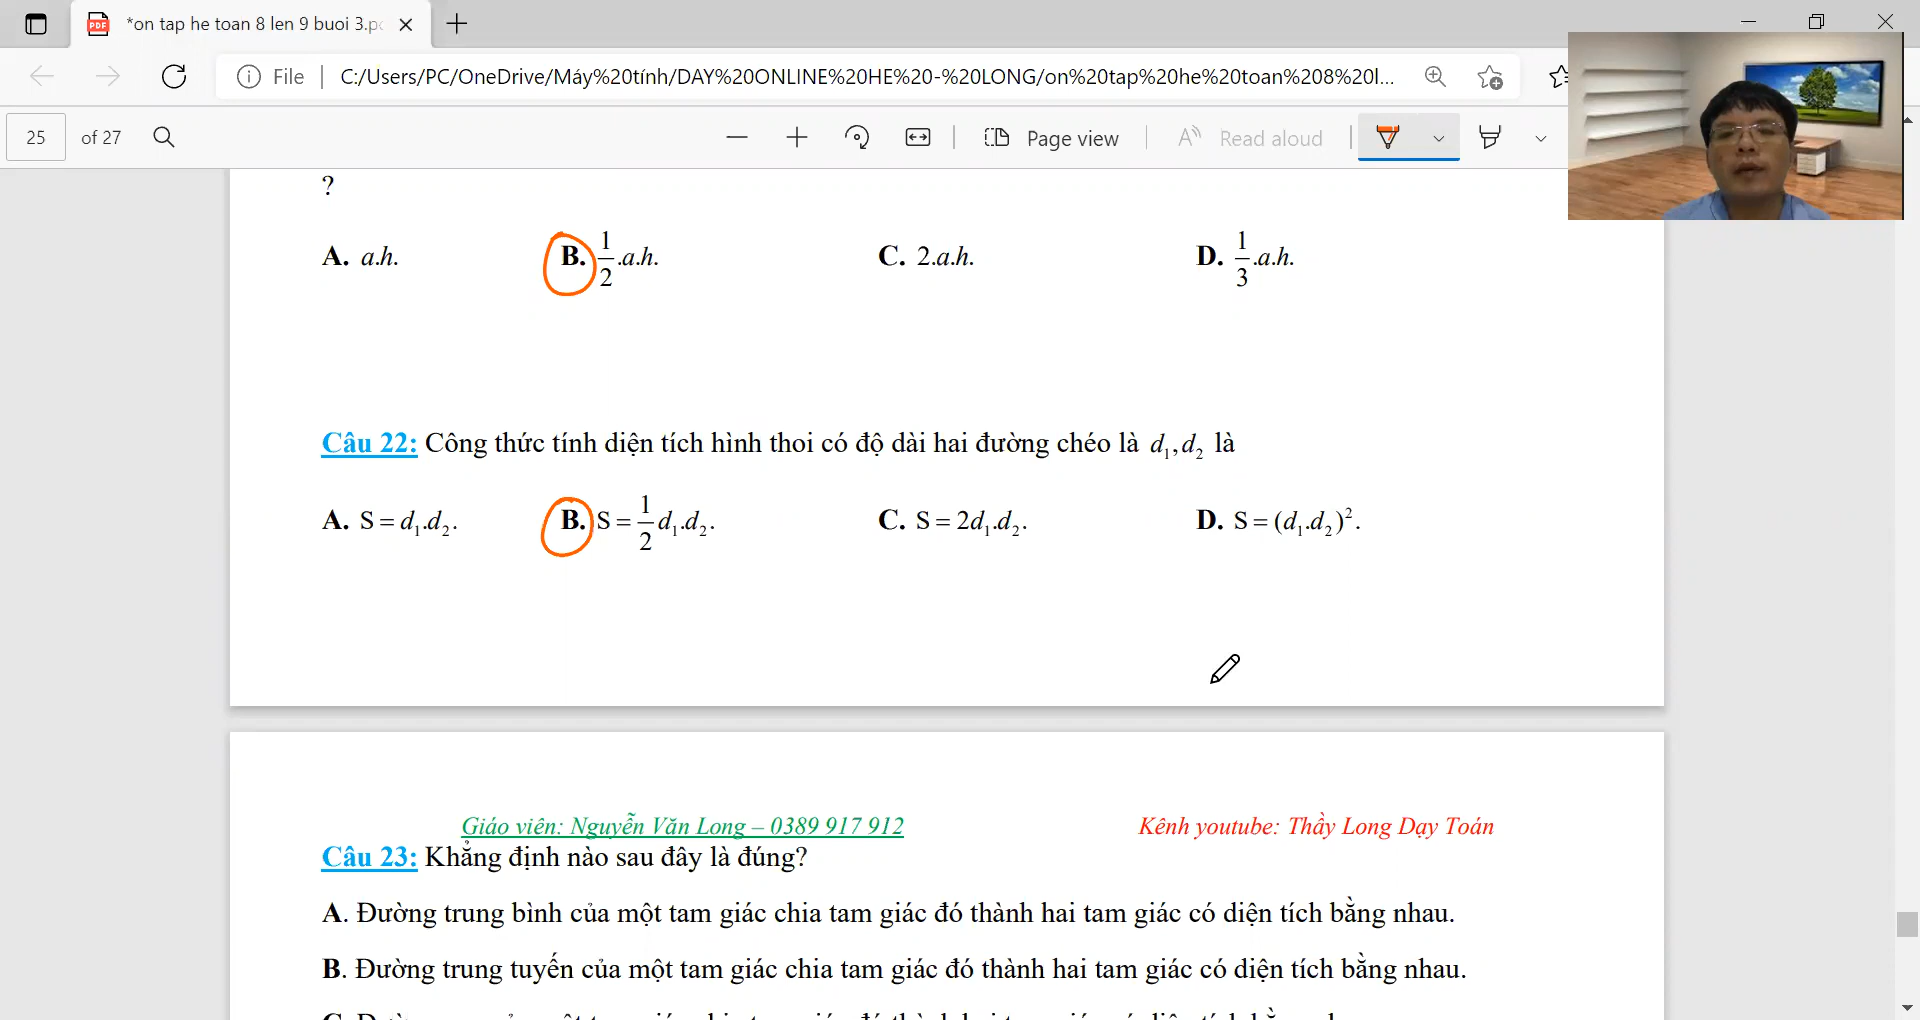 *on tap he toan 8 len 9 buoi 3.p
File | C:/Users/PC/OneDrive/Máy%20tính/DAY%20ONLINE%20HE%20-%20LONG/on%20tap%20he%20toan%208%20l...
25 of 27
Page view
Read aloud
?
A. a.h. B. 1/2 .a.h. C. 2.a.h. D. 1/3 .a.h.
Câu 22: Công thức tính diện tích hình thoi có độ dài hai đường chéo là d₁,d₂ là
A. S = d₁.d₂. B. S = 1/2 d₁.d₂. C. S = 2d₁.d₂. D. S = (d₁.d₂)².
Giáo viên: Nguyễn Văn Long – 0389 917 912 Kênh youtube: Thầy Long Dạy Toán
Câu 23: Khẳng định nào sau đây là đúng?
A. Đường trung bình của một tam giác chia tam giác đó thành hai tam giác có diện tích bằng nhau.
B. Đường trung tuyến của một tam giác chia tam giác đó thành hai tam giác có diện tích bằng nhau.